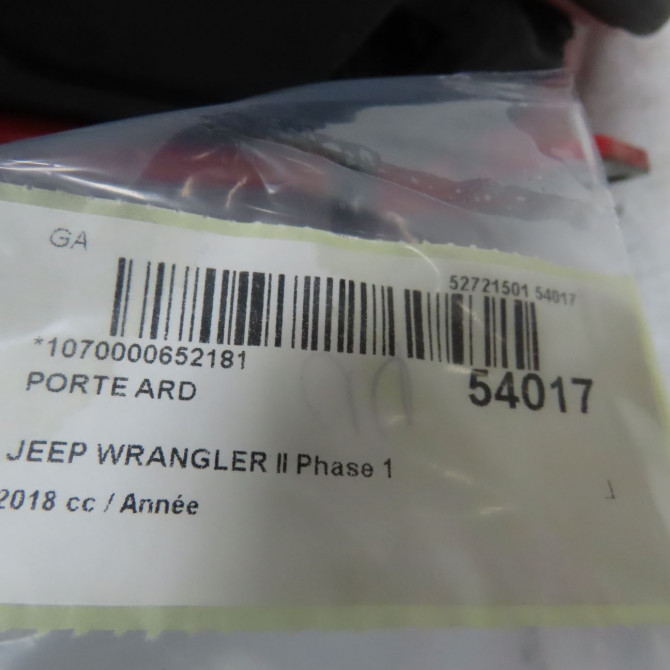 GA
52721501 54017
*1070000652181
PORTE ARD
54017
JEEP WRANGLER II Phase 1
2018 cc / Année